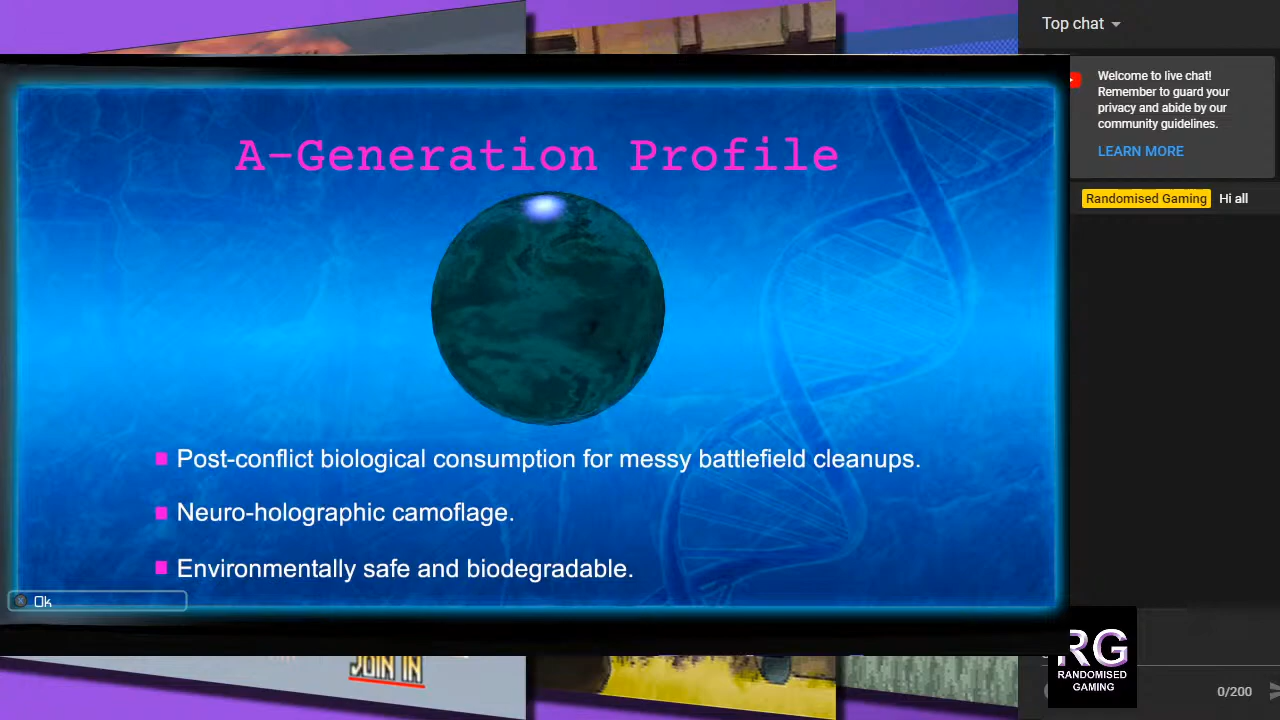 Top chat
Welcome to live chat!
Remember to guard your
privacy and abide by our
community guidelines.
LEARN MORE
Randomised Gaming Hi all
A-Generation Profile
Post-conflict biological consumption for messy battlefield cleanups.
Neuro-holographic camoflage.
Environmentally safe and biodegradable.
Ok
JOIN IN
RG
RANDOMISED
GAMING
0/200